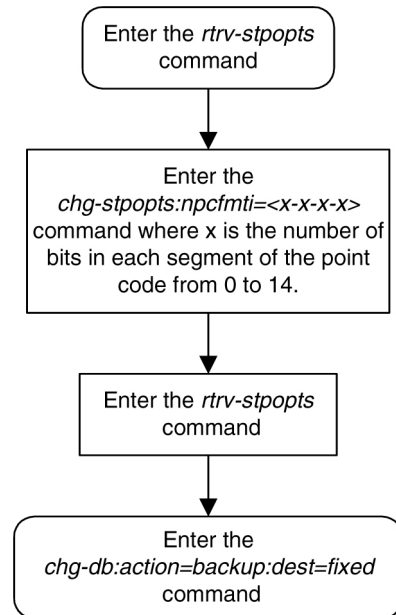 Enter the rtrv-stpopts
command
Enter the
chg-stpopts:npcfmti=<x-x-x-x>
command where x is the number of
bits in each segment of the point
code from 0 to 14.
Enter the rtrv-stpopts
command
Enter the
chg-db:action=backup:dest=fixed
command